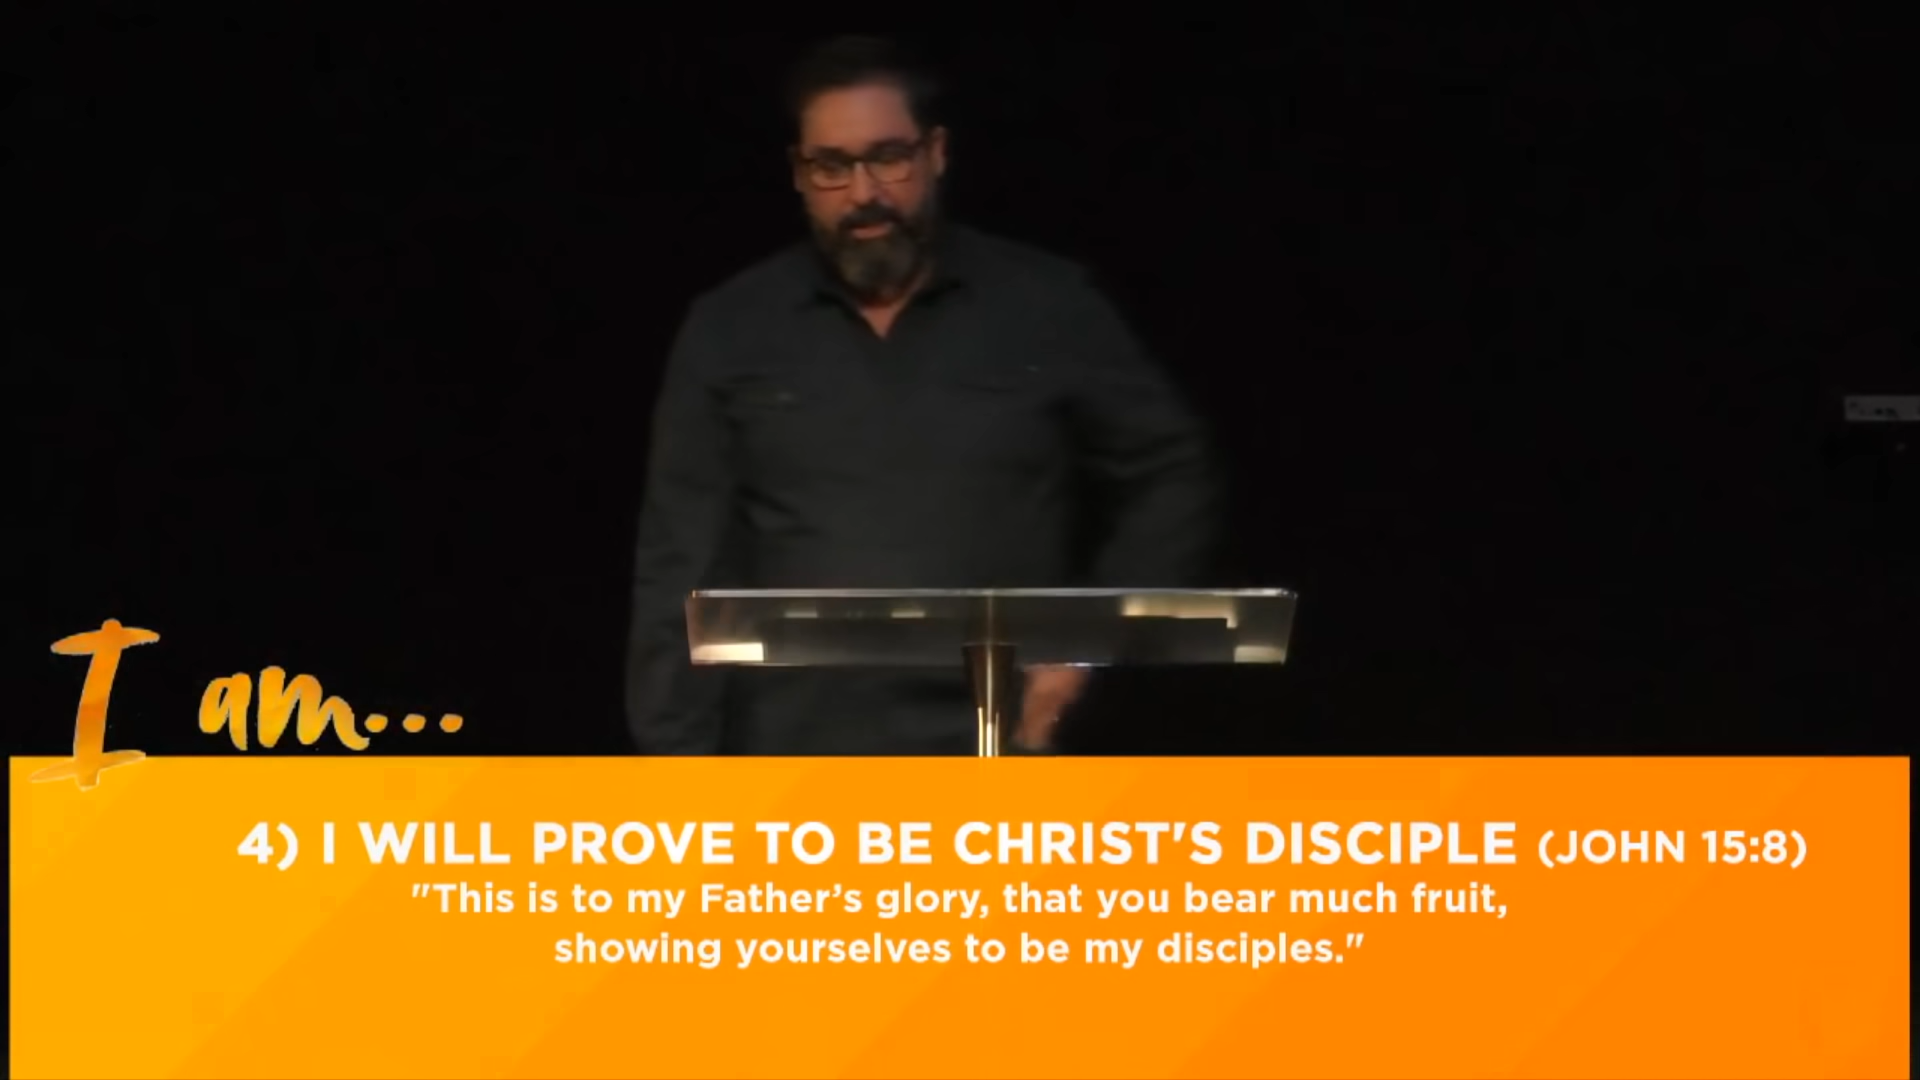 I am...
4) I WILL PROVE TO BE CHRIST'S DISCIPLE (JOHN 15:8)
"This is to my Father’s glory, that you bear much fruit,
showing yourselves to be my disciples."